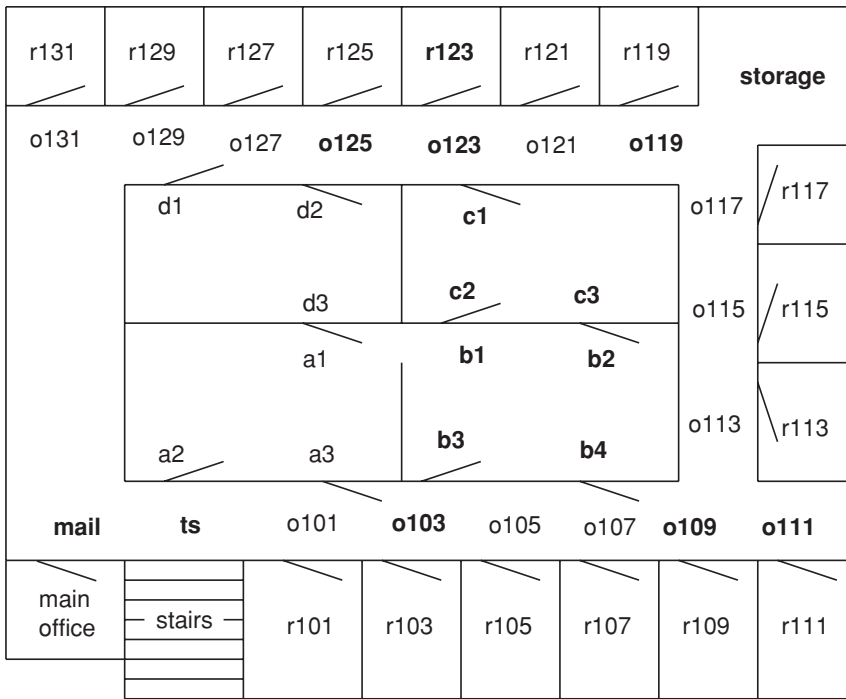 r131 r129 r127 r125 r123 r121 r119
storage
o131 o129 o127 o125 o123 o121 o119
r117
d1 d2 c1 o117
d3 c2 c3 o115 r115
a1 b1 b2
o113 r113
a2 a3 b3 b4
mail ts o101 o103 o105 o107 o109 o111
main
office
stairs
r101 r103 r105 r107 r109 r111